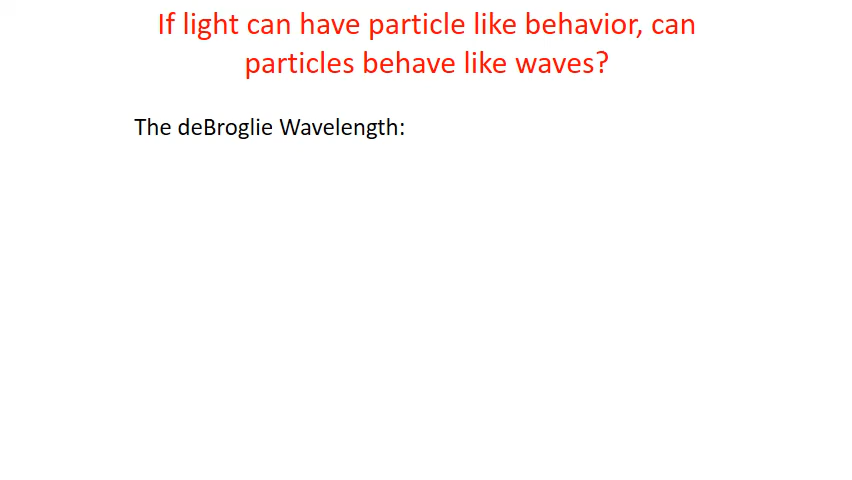 If light can have particle like behavior, can
particles behave like waves?
The deBroglie Wavelength: